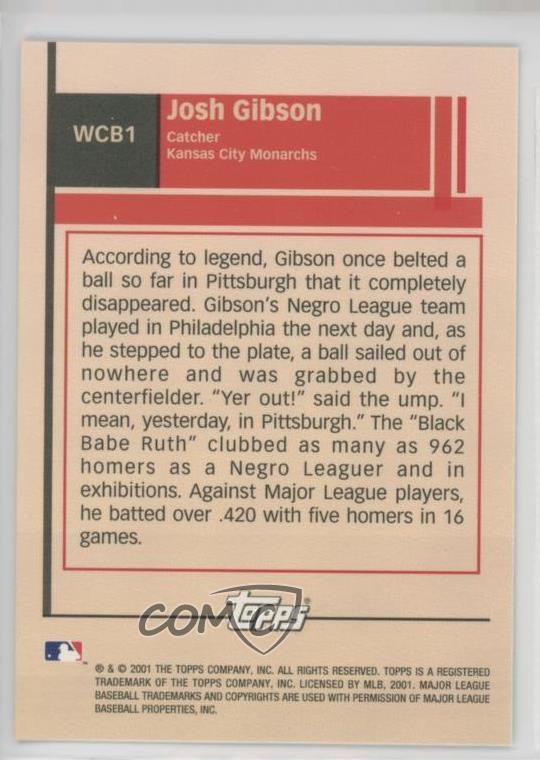 WCB1
Josh Gibson
Catcher
Kansas City Monarchs
According to legend, Gibson once belted a
ball so far in Pittsburgh that it completely
disappeared. Gibson's Negro League team
played in Philadelphia the next day and, as
he stepped to the plate, a ball sailed out of
nowhere and was grabbed by the
centerfielder. “Yer out!” said the ump. “I
mean, yesterday, in Pittsburgh.” The “Black
Babe Ruth” clubbed as many as 962
homers as a Negro Leaguer and in
exhibitions. Against Major League players,
he batted over .420 with five homers in 16
games.
COMC
TOPPS®
™ ® & © 2001 THE TOPPS COMPANY, INC. ALL RIGHTS RESERVED. TOPPS IS A REGISTERED
TRADEMARK OF THE TOPPS COMPANY, INC. LICENSED BY MLB, 2001. MAJOR LEAGUE
BASEBALL TRADEMARKS AND COPYRIGHTS ARE USED WITH PERMISSION OF MAJOR LEAGUE
BASEBALL PROPERTIES, INC.